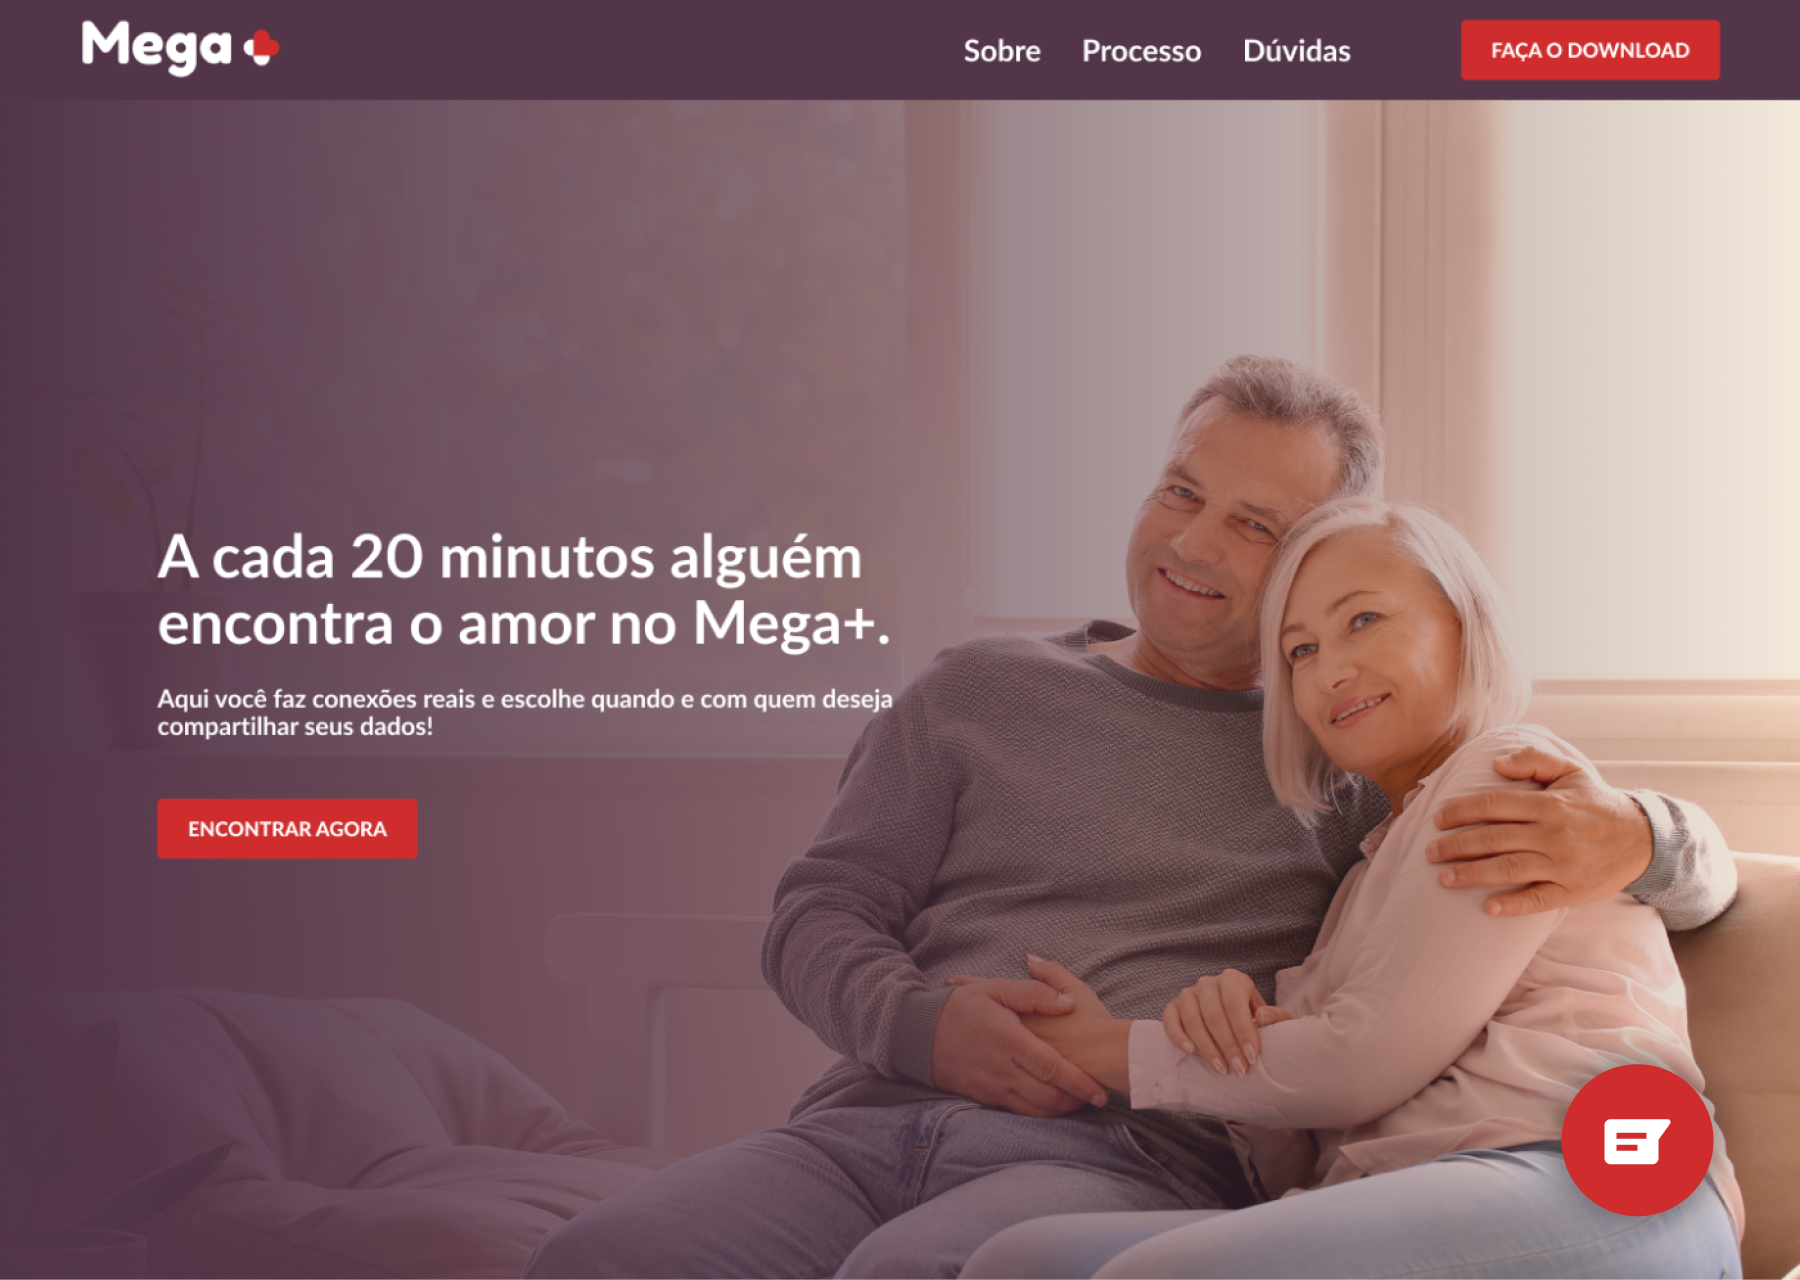 Mega
Sobre
Processo
Dúvidas
FAÇA O DOWNLOAD
A cada 20 minutos alguém
encontra o amor no Mega+.
Aqui você faz conexões reais e escolhe quando e com quem deseja
compartilhar seus dados!
ENCONTRAR AGORA